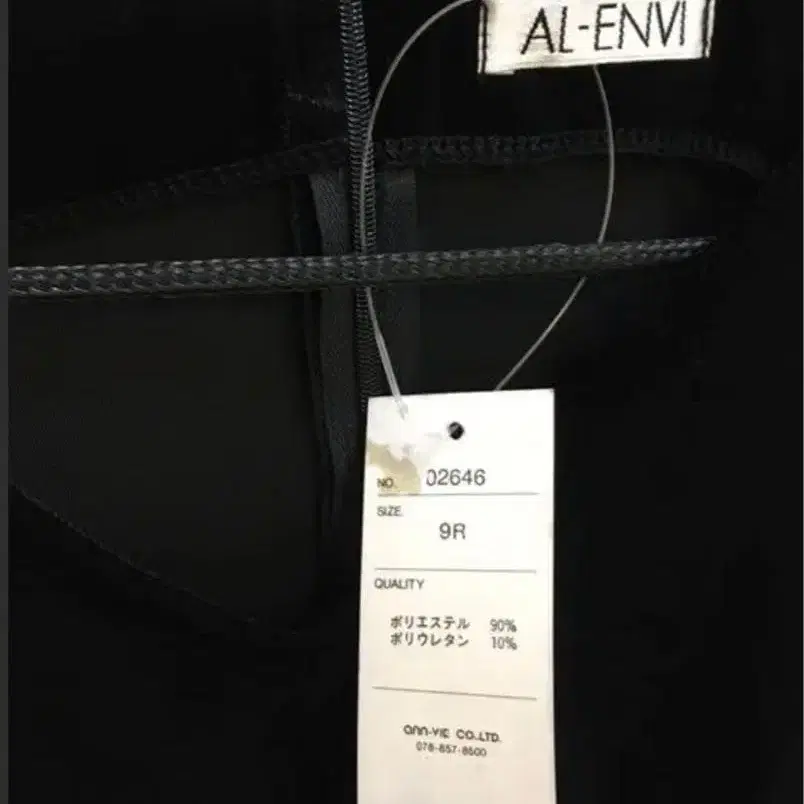 AL-ENVI
NO. 02646
SIZE
9R
QUALITY
ポリエステル 90%
ポリウレタン 10%
ann-vie CO.,LTD.
078-857-8500